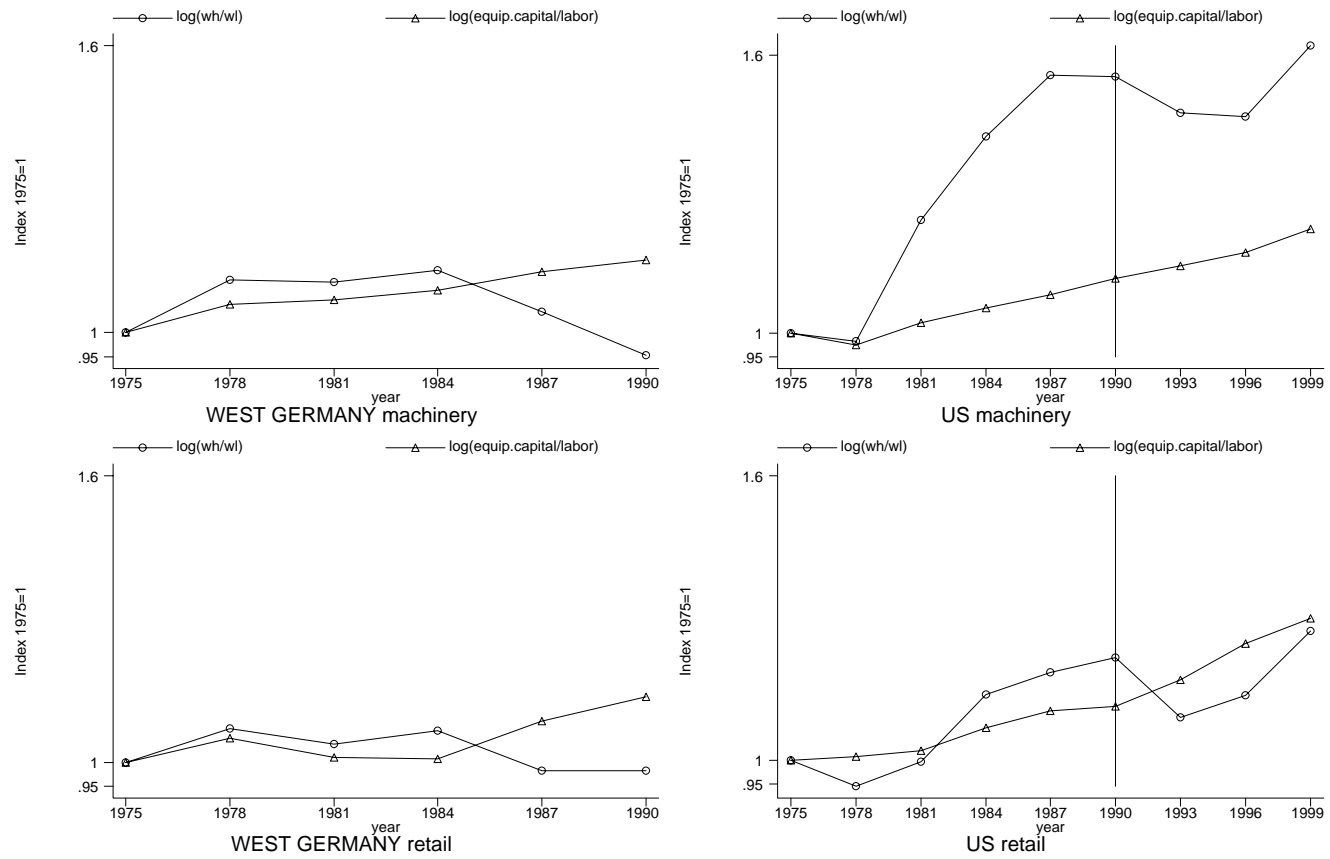 log(wh/wl) log(equip.capital/labor)
1.6
1
.95
Index 1975=1
1975 1978 1981 1984 1987 1990
year
WEST GERMANY machinery
log(wh/wl) log(equip.capital/labor)
1.6
1
.95
Index 1975=1
1975 1978 1981 1984 1987 1990 1993 1996 1999
year
US machinery
log(wh/wl) log(equip.capital/labor)
1.6
1
.95
Index 1975=1
1975 1978 1981 1984 1987 1990
year
WEST GERMANY retail
log(wh/wl) log(equip.capital/labor)
1.6
1
.95
Index 1975=1
1975 1978 1981 1984 1987 1990 1993 1996 1999
year
US retail